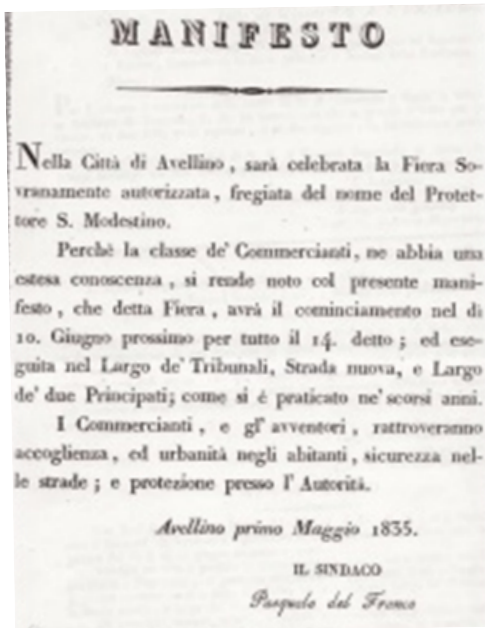 MANIFESTO
Nella Città di Avellino, sarà celebrata la Fiera So-
vranamente autorizzata, fregiata del nome del Protet-
tore S. Modestino.
Perchè la classe de' Commercianti, ne abbia una
estesa conoscenza, si rende noto col presente mani-
festo, che detta Fiera, avrà il cominciamento nel dì
10. Giugno prossimo per tutto il 14. detto; ed ese-
guita nel Largo de' Tribunali, Strada nuova, e Largo
de' due Principati; come si é praticato ne' scorsi anni.
I Commercianti, e gl' avventori, rattroveranno
accoglienza, ed urbanità negli abitanti, sicurezza nel-
le strade; e protezione presso l' Autorità.
Avellino primo Maggio 1835.
IL SINDACO
Pasquale del Franco